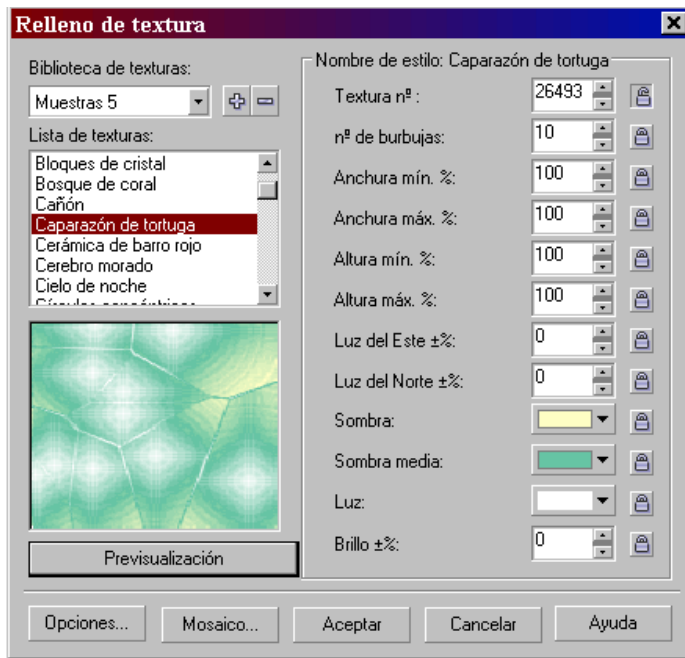 Relleno de textura
Biblioteca de texturas:
Muestras 5
Lista de texturas:
Bloques de cristal
Bosque de coral
Cañón
Caparazón de tortuga
Cerámica de barro rojo
Cerebro morado
Cielo de noche
Previsualización
Nombre de estilo: Caparazón de tortuga
Textura nº : 26493
nº de burbujas: 10
Anchura mín. %: 100
Anchura máx. %: 100
Altura mín. %: 100
Altura máx. %: 100
Luz del Este ±%: 0
Luz del Norte ±%: 0
Sombra:
Sombra media:
Luz:
Brillo ±%: 0
Opciones... Mosaico... Aceptar Cancelar Ayuda